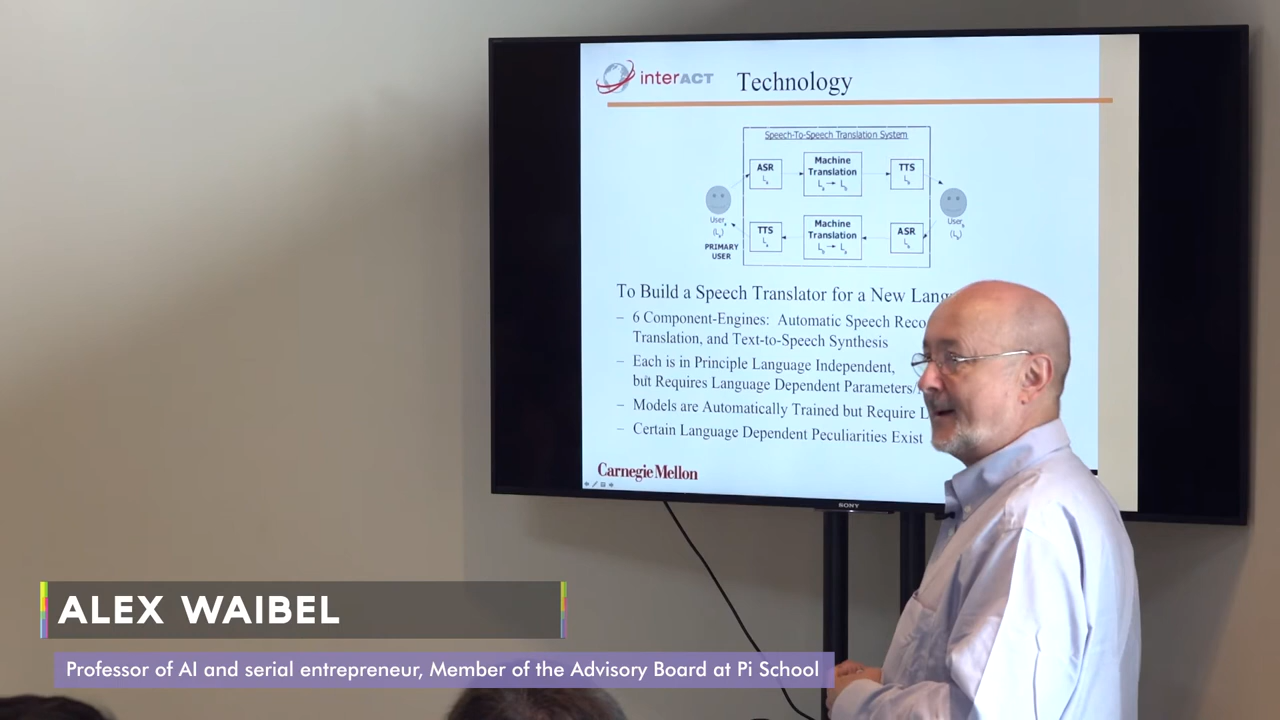 interACT
Technology
Speech-To-Speech Translation System
ASR
Machine
Translation
TTS
User
PRIMARY
USER
TTS
Machine
Translation
ASR
User
To Build a Speech Translator for a New
– 6 Component-Engines: Automatic Speech
Translation, and Text-to-Speech Synthesis
– Each is in Principle Language Independent,
but Requires Language Dependent
– Models are Automatically Trained but Require
– Certain Language Dependent Peculiarities Exist
Carnegie Mellon
SONY
ALEX WAIBEL
Professor of AI and serial entrepreneur, Member of the Advisory Board at Pi School